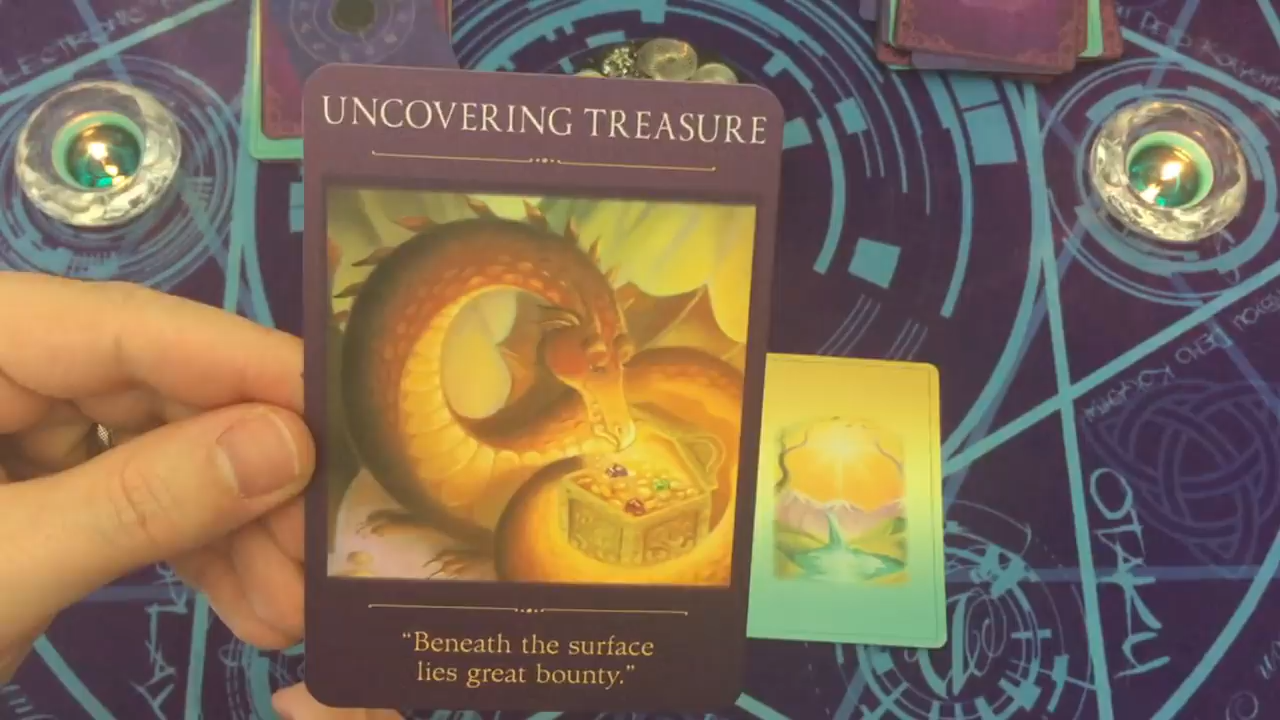 UNCOVERING TREASURE
“Beneath the surface
lies great bounty.”